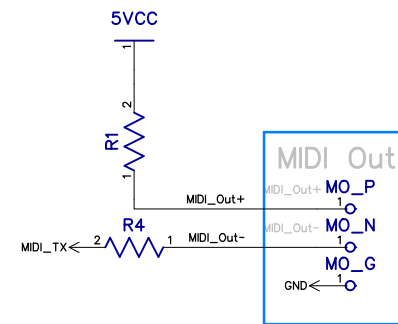 5VCC
1
2
R1
1
MIDI Out
MIDI_Out+
MIDI_Out+
MO_P
1
MIDI_Out-
MO_N
R4
MIDI_TX
2
1
MIDI_Out-
1
MO_G
GND
1